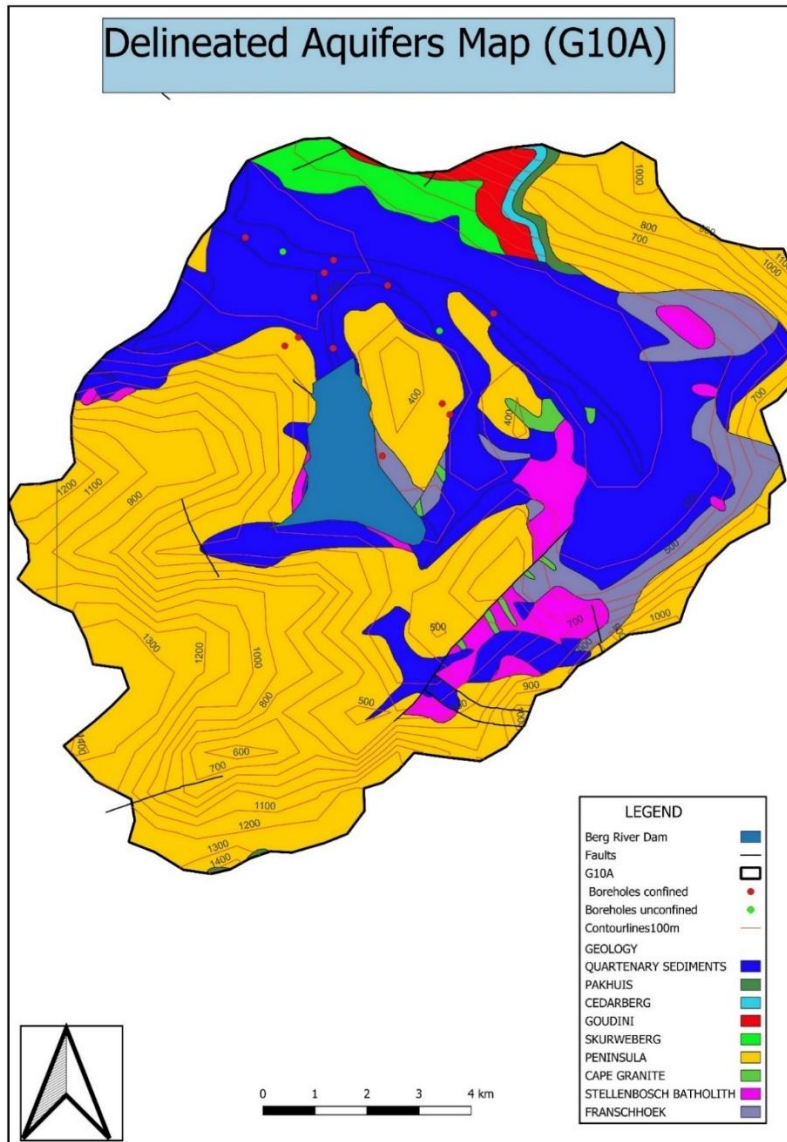 Delineated Aquifers Map (G10A)
1000
800
700
1100
1000
400
400
700
1200
1100
900
500
1000
700
500
1300
1200
1000
800
500
900
600
700
1400
1100
1200
1300
1400
LEGEND
Berg River Dam
Faults
G10A
Boreholes confined
Boreholes unconfined
Contourlines100m
GEOLOGY
QUARTENARY SEDIMENTS
PAKHUIS
CEDARBERG
GOUDINI
SKURWEBERG
PENINSULA
CAPE GRANITE
STELLENBOSCH BATHOLITH
FRANSCHHOEK
0 1 2 3 4 km